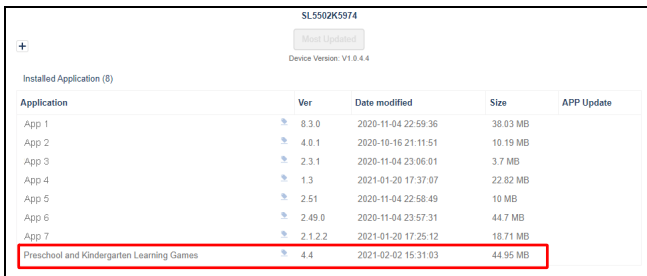 SL5502K5974
Most Updated
Device Version: V1.0.4.4
Installed Application (8)
Application Ver Date modified Size APP Update
App 1 8.3.0 2020-11-04 22:59:36 38.03 MB
App 2 4.0.1 2020-10-16 21:11:51 10.19 MB
App 3 2.3.1 2020-11-04 23:06:01 3.7 MB
App 4 1.3 2021-01-20 17:37:07 22.82 MB
App 5 2.51 2020-11-04 22:58:49 10 MB
App 6 2.49.0 2020-11-04 23:57:31 44.7 MB
App 7 2.1.2.2 2021-01-20 17:25:12 18.71 MB
Preschool and Kindergarten Learning Games 4.4 2021-02-02 15:31:03 44.95 MB